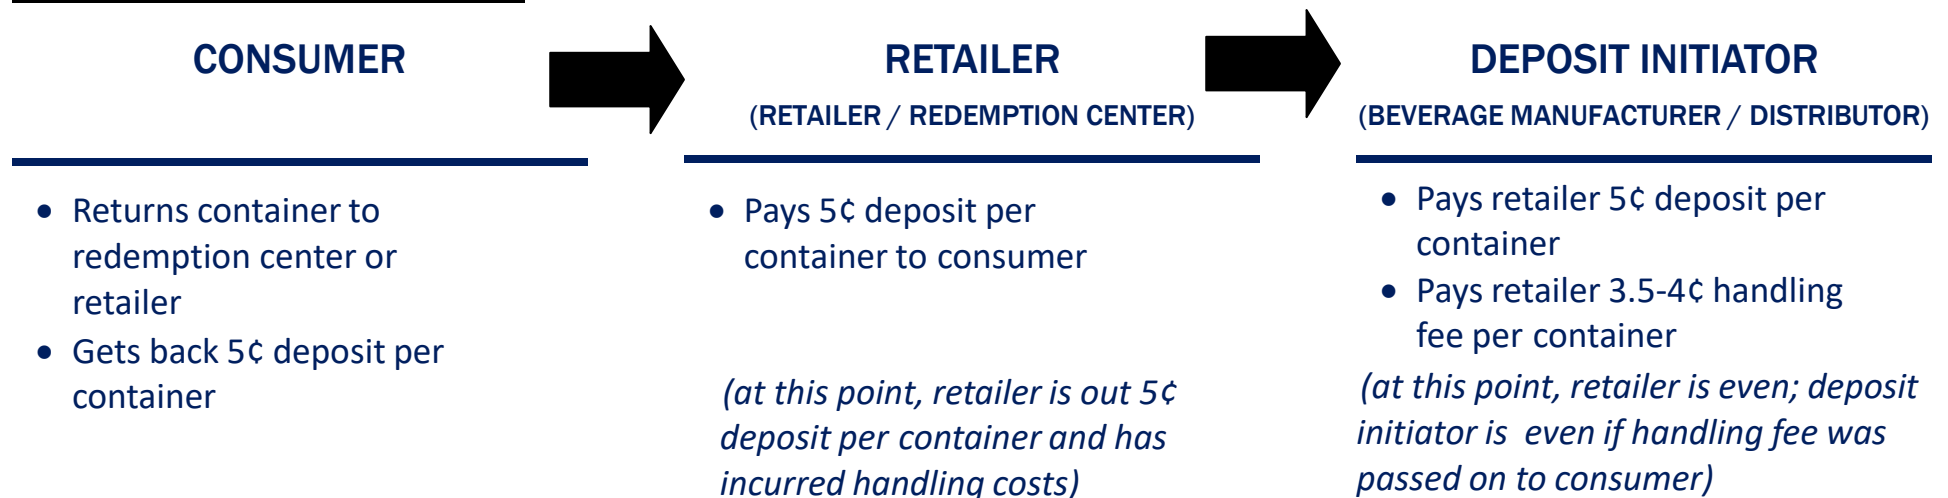 CONSUMER
• Returns container to
redemption center or
retailer
• Gets back 5¢ deposit per
container
RETAILER
(RETAILER / REDEMPTION CENTER)
• Pays 5¢ deposit per
container to consumer
(at this point, retailer is out 5¢
deposit per container and has
incurred handling costs)
DEPOSIT INITIATOR
(BEVERAGE MANUFACTURER / DISTRIBUTOR)
• Pays retailer 5¢ deposit per
container
• Pays retailer 3.5-4¢ handling
fee per container
(at this point, retailer is even; deposit
initiator is even if handling fee was
passed on to consumer)